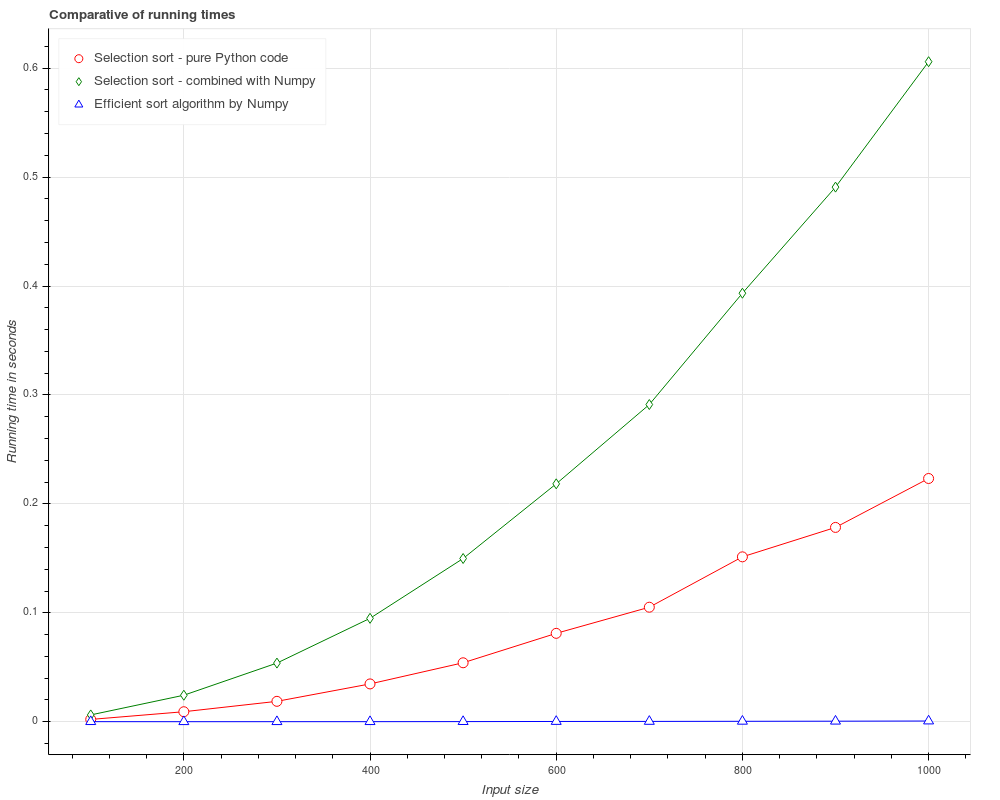 Comparative of running times
Selection sort - pure Python code
Selection sort - combined with Numpy
Efficient sort algorithm by Numpy
0.6
0.5
0.4
0.3
0.2
0.1
0
Running time in seconds
200 400 600 800 1000
Input size